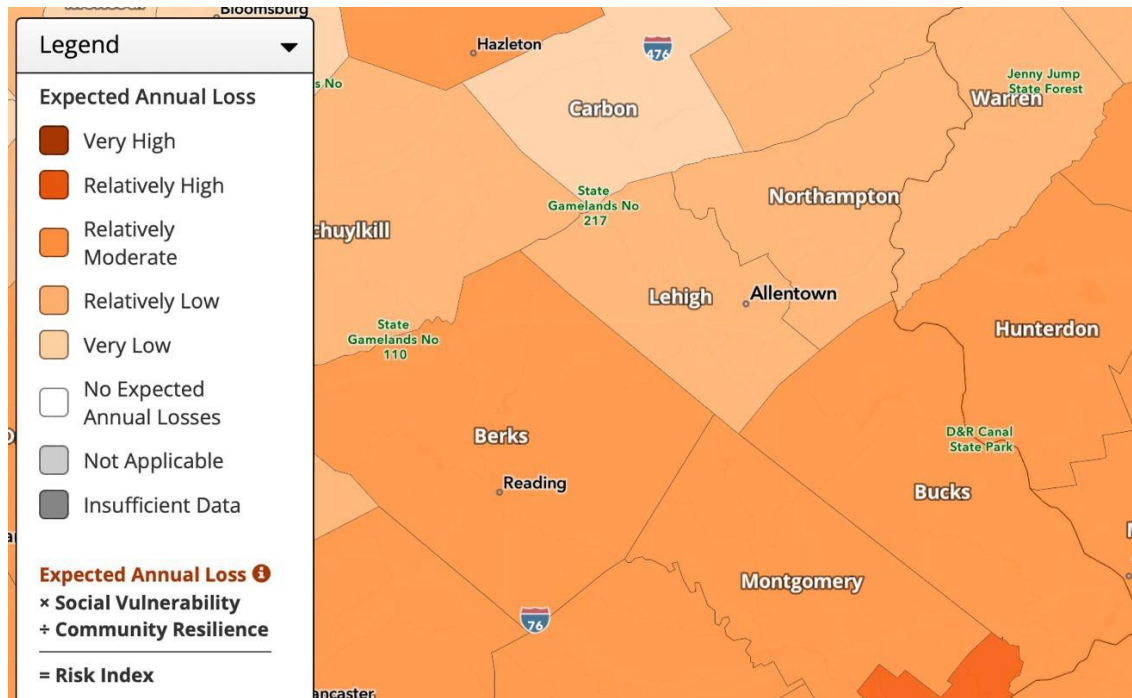 Bloomsburg
Legend
Hazleton
476
Jenny Jump
State Forest
s No
Expected Annual Loss
Carbon
Warren
Very High
Relatively High
State
Gamelands No
217
Northampton
Relatively
Moderate
chuylkill
Relatively Low
Lehigh
Allentown
State
Gamelands No
110
Hunterdon
Very Low
No Expected
Annual Losses
Berks
D&R Canal
State Park
Not Applicable
Reading
Bucks
Insufficient Data
Expected Annual Loss
× Social Vulnerability
÷ Community Resilience
Montgomery
76
= Risk Index
ancaster